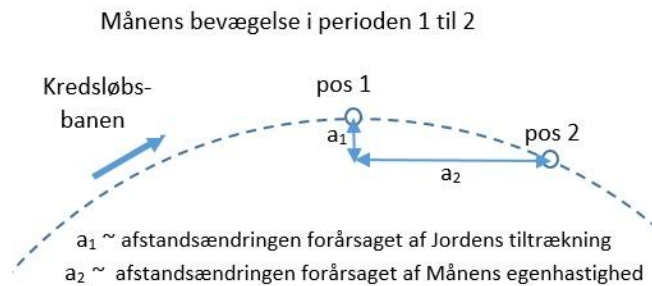 Månens bevægelse i perioden 1 til 2
Kredsløbs-
banen
pos 1
pos 2
a₁
a₂
a₁ ~ afstandsændringen forårsaget af Jordens tiltrækning
a₂ ~ afstandsændringen forårsaget af Månens egenhastighed